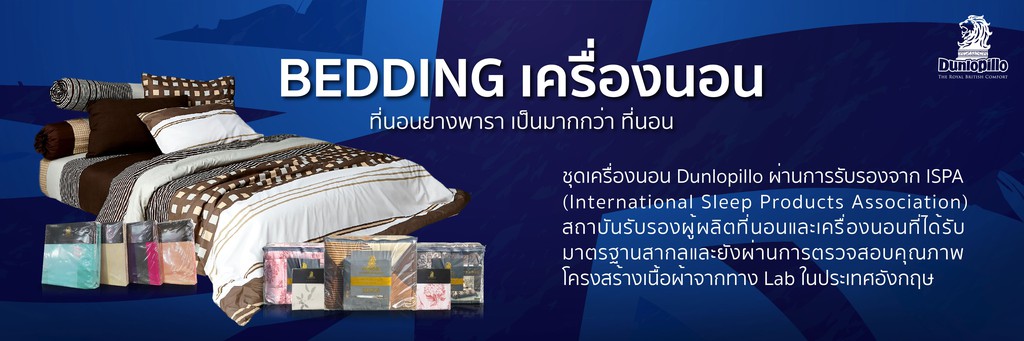 Dunlopillo
THE ROYAL BRITISH COMFORT
BEDDING เครื่องนอน
ที่นอนยางพารา เป็นมากกว่า ที่นอน
ชุดเครื่องนอน Dunlopillo ผ่านการรับรองจาก ISPA
(International Sleep Products Association)
สถาบันรับรองผู้ผลิตที่นอนและเครื่องนอนที่ได้รับ
มาตรฐานสากลและยังผ่านการตรวจสอบคุณภาพ
โครงสร้างเนื้อผ้าจากทาง Lab ในประเทศอังกฤษ